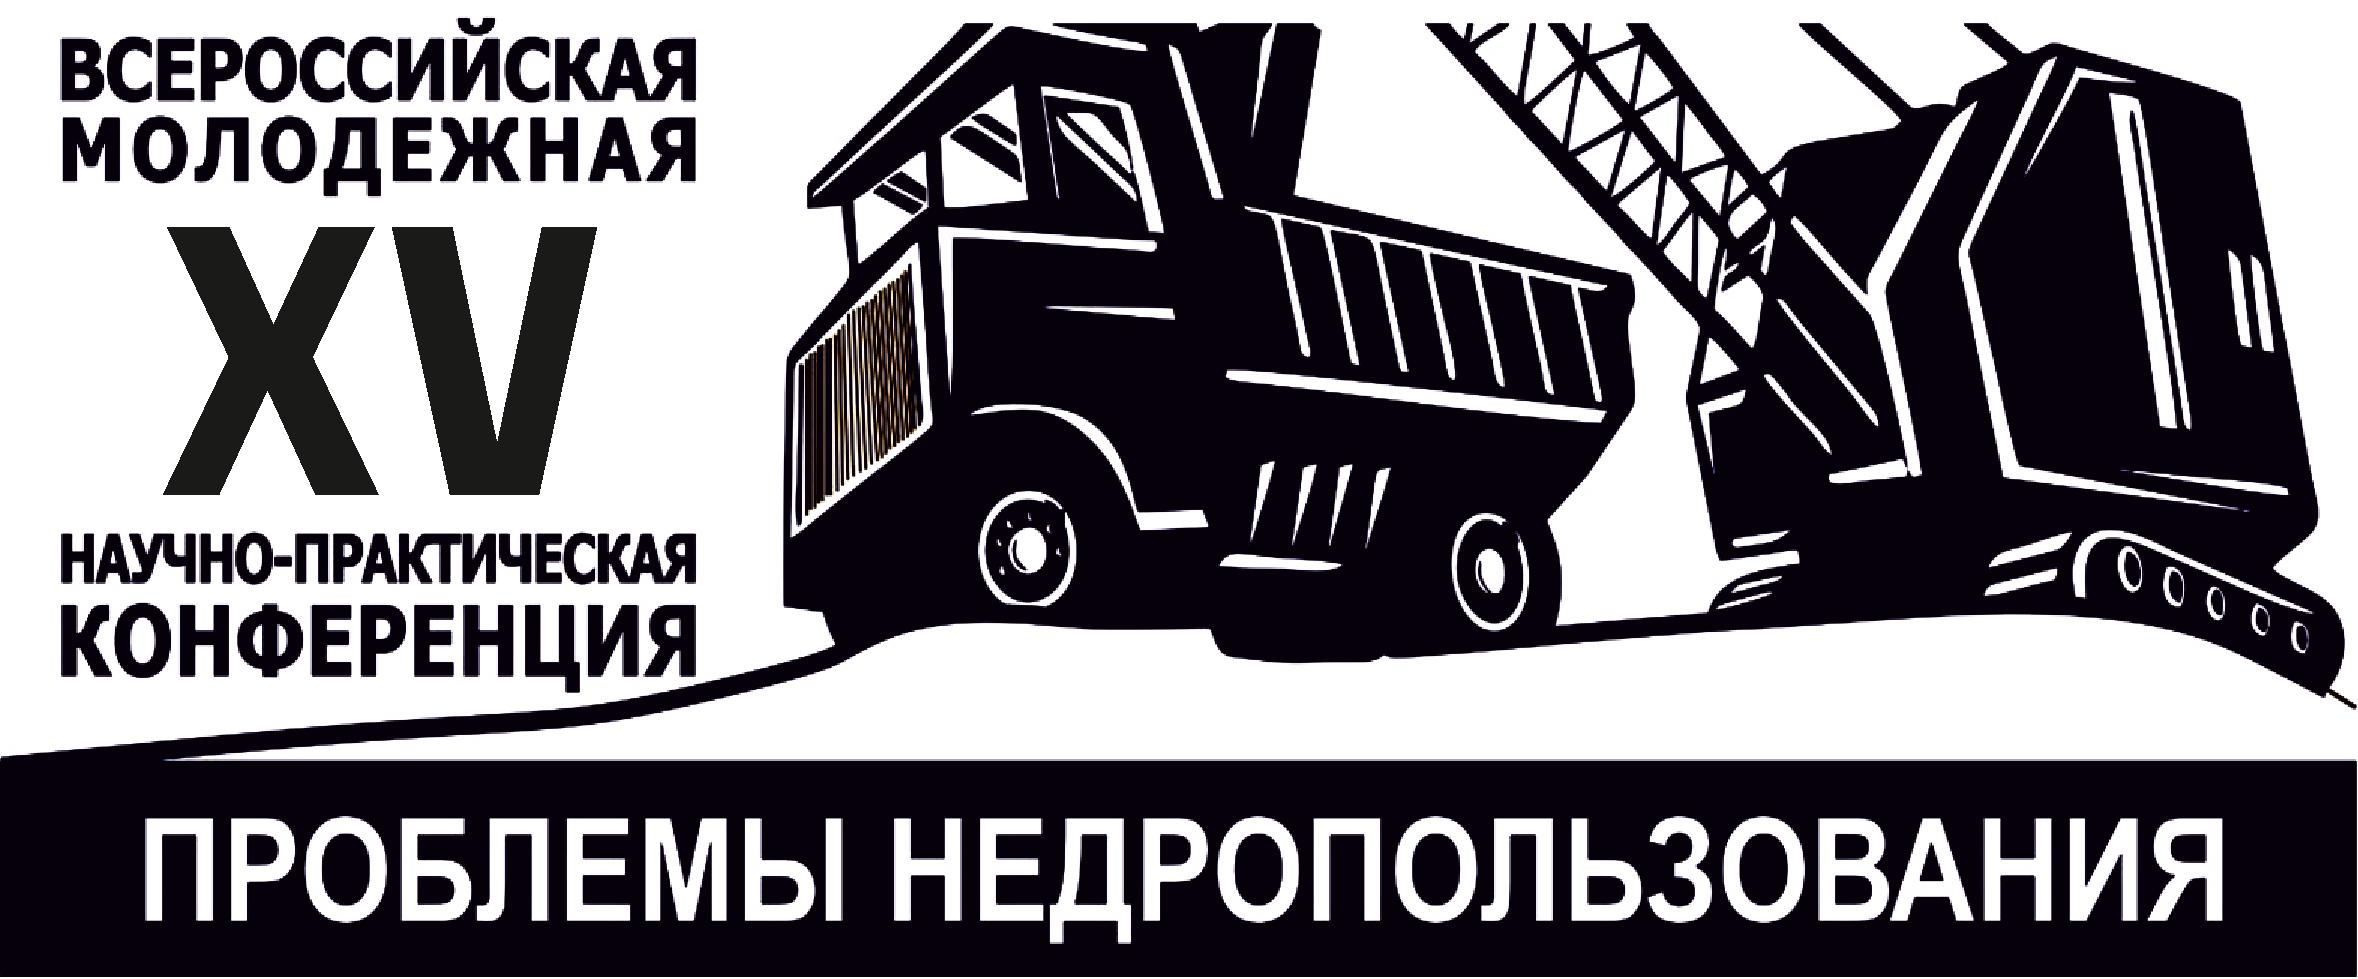 ВСЕРОССИЙСКАЯ
МОЛОДЕЖНАЯ
XV
НАУЧНО-ПРАКТИЧЕСКАЯ
КОНФЕРЕНЦИЯ
ПРОБЛЕМЫ НЕДРОПОЛЬЗОВАНИЯ